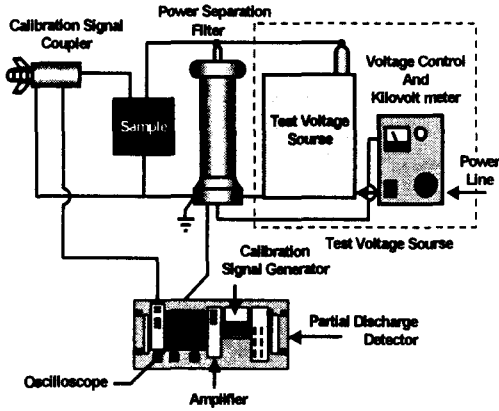 Calibration Signal
Coupler
Power Separation
Filter
Voltage Control
And
Kilovolt meter
Sample
Test Voltage
Sourse
Power
Line
Test Voltage Sourse
Calibration
Signal Generator
Partial Discharge
Detector
Oscilloscope
Amplifier